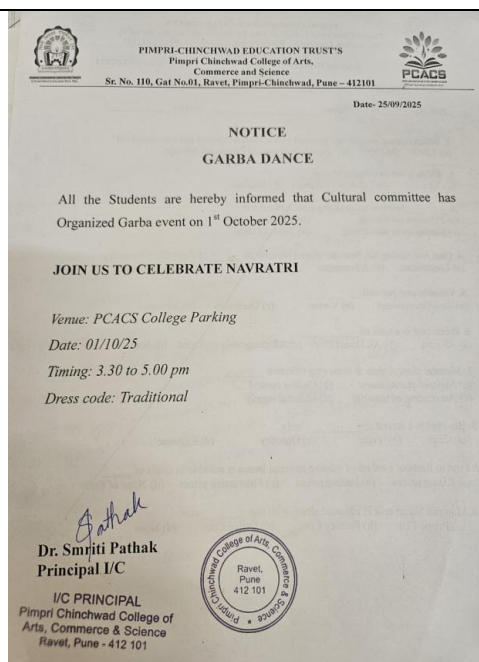 PIMPRI-CHINCHWAD EDUCATION TRUST'S
Pimpri Chinchwad College of Arts,
Commerce and Science
Sr. No. 110, Gat No.01, Ravet, Pimpri-Chinchwad, Pune – 412101
PCACS
Date- 25/09/2025
NOTICE
GARBA DANCE
All the Students are hereby informed that Cultural committee has
Organized Garba event on 1st October 2025.
JOIN US TO CELEBRATE NAVRATRI
Venue: PCACS College Parking
Date: 01/10/25
Timing: 3.30 to 5.00 pm
Dress code: Traditional
SPathak
Dr. Smriti Pathak
Principal I/C
I/C PRINCIPAL
Pimpri Chinchwad College of
Arts, Commerce & Science
Ravet, Pune - 412 101
Pimpri Chinchwad College of Arts, Commerce & Science
Ravet,
Pune
412 101